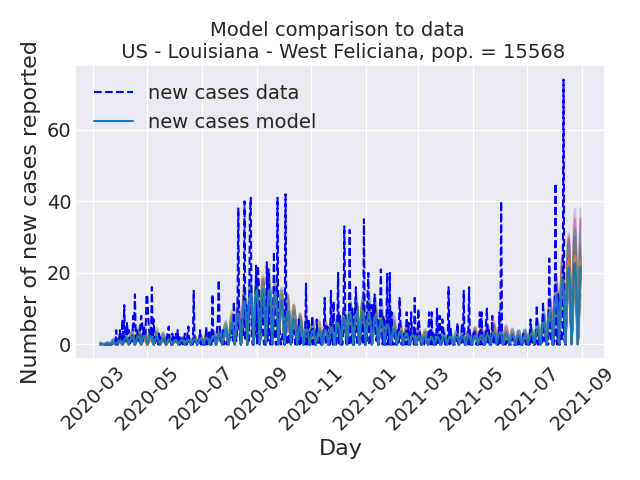 Model comparison to data
US - Louisiana - West Feliciana, pop. = 15568
Number of new cases reported
new cases data
new cases model
60
40
20
0
2020-03
2020-05
2020-07
2020-09
2020-11
2021-01
2021-03
2021-05
2021-07
2021-09
Day